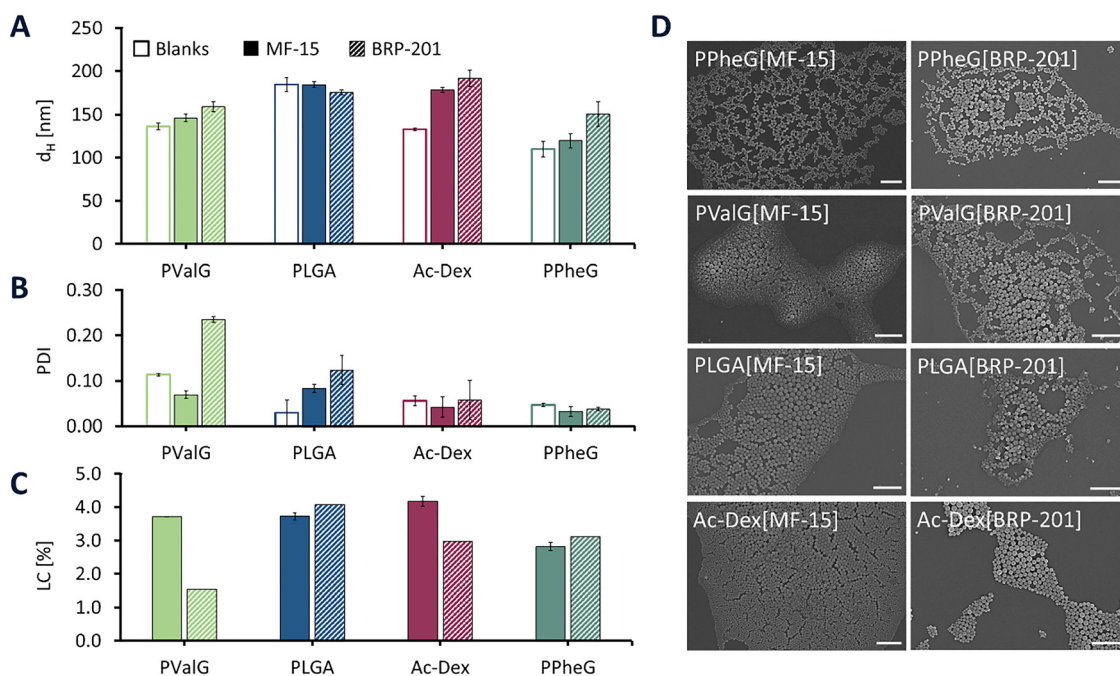 A
250
200
150
100
50
0
d_H [nm]
Blanks MF-15 BRP-201
PValG PLGA Ac-Dex PPheG
B
0.30
0.20
0.10
0.00
PDI
PValG PLGA Ac-Dex PPheG
C
5.0
4.0
3.0
2.0
1.0
0.0
LC [%]
PValG PLGA Ac-Dex PPheG
D
PPheG[MF-15] PPheG[BRP-201]
PValG[MF-15] PValG[BRP-201]
PLGA[MF-15] PLGA[BRP-201]
Ac-Dex[MF-15] Ac-Dex[BRP-201]